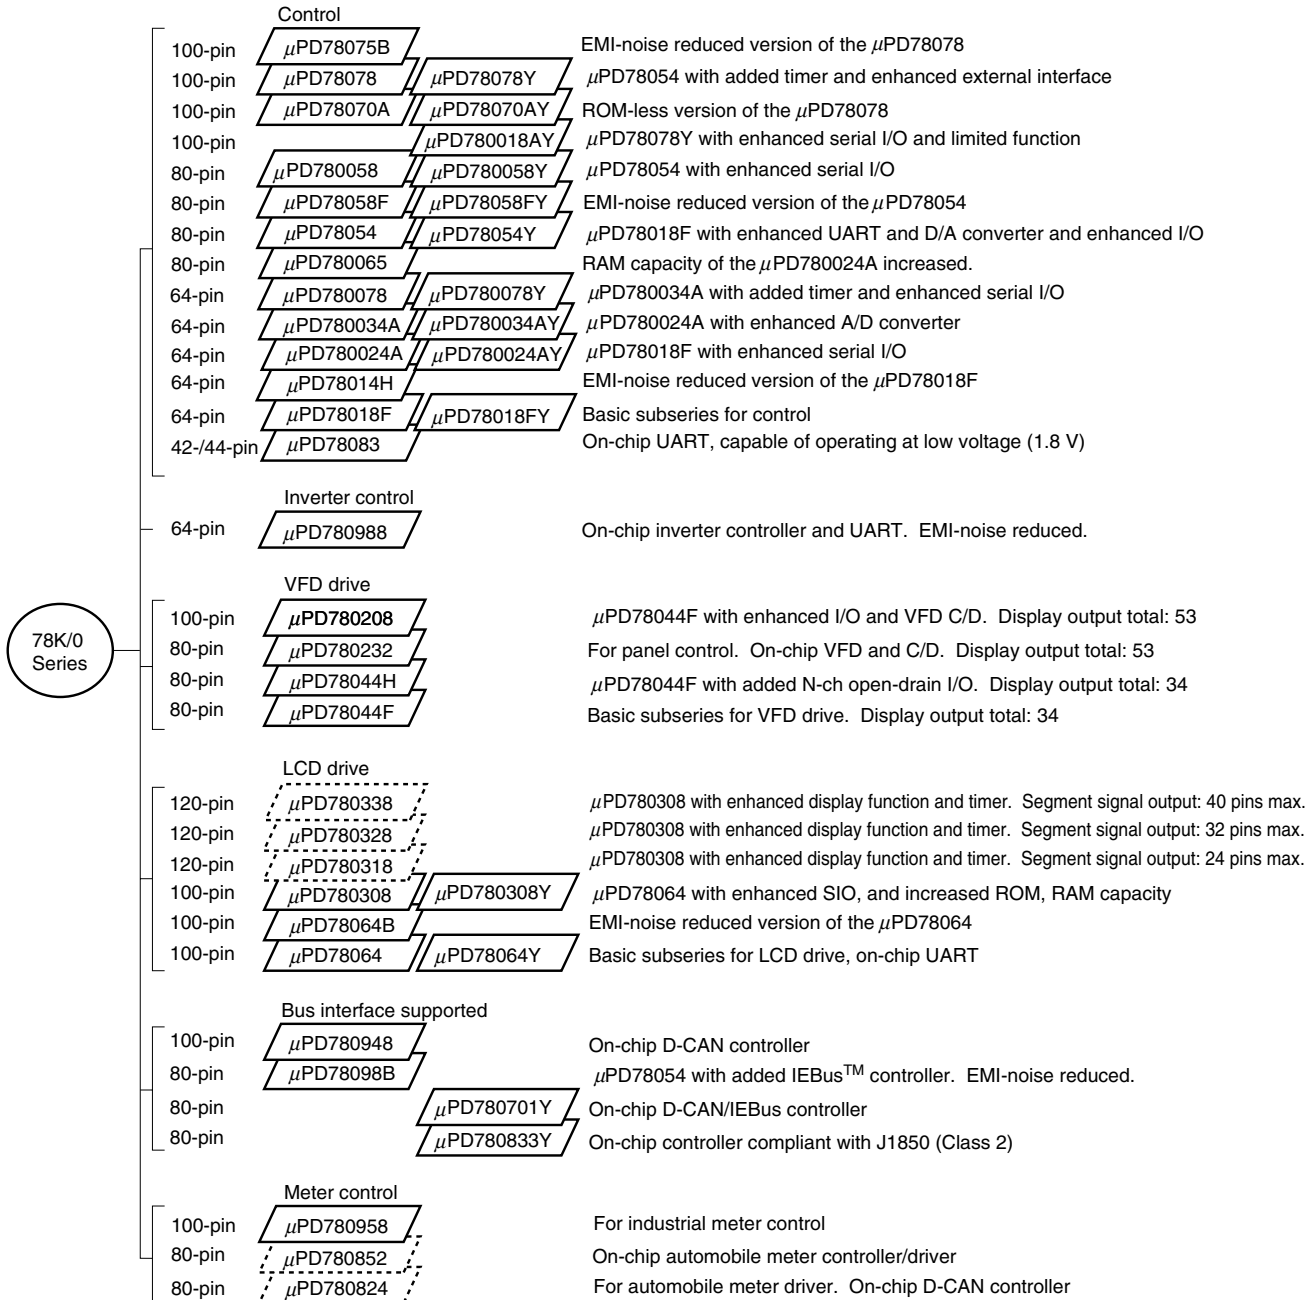 Control
100-pin μPD78075B EMI-noise reduced version of the μPD78078
100-pin μPD78078 μPD78078Y μPD78054 with added timer and enhanced external interface
100-pin μPD78070A μPD78070AY ROM-less version of the μPD78078
100-pin μPD780018AY μPD78078Y with enhanced serial I/O and limited function
80-pin μPD780058 μPD780058Y μPD78054 with enhanced serial I/O
80-pin μPD78058F μPD78058FY EMI-noise reduced version of the μPD78054
80-pin μPD78054 μPD78054Y μPD78018F with enhanced UART and D/A converter and enhanced I/O
80-pin μPD780065 RAM capacity of the μPD780024A increased.
64-pin μPD780078 μPD780078Y μPD780034A with added timer and enhanced serial I/O
64-pin μPD780034A μPD780034AY μPD780024A with enhanced A/D converter
64-pin μPD780024A μPD780024AY μPD78018F with enhanced serial I/O
64-pin μPD78014H EMI-noise reduced version of the μPD78018F
64-pin μPD78018F μPD78018FY Basic subseries for control
42-/44-pin μPD78083 On-chip UART, capable of operating at low voltage (1.8 V)
Inverter control
64-pin μPD780988 On-chip inverter controller and UART. EMI-noise reduced.
VFD drive
100-pin μPD780208 μPD78044F with enhanced I/O and VFD C/D. Display output total: 53
78K/0
Series
80-pin μPD780232 For panel control. On-chip VFD and C/D. Display output total: 53
80-pin μPD78044H μPD78044F with added N-ch open-drain I/O. Display output total: 34
80-pin μPD78044F Basic subseries for VFD drive. Display output total: 34
LCD drive
120-pin μPD780338 μPD780308 with enhanced display function and timer. Segment signal output: 40 pins max.
120-pin μPD780328 μPD780308 with enhanced display function and timer. Segment signal output: 32 pins max.
120-pin μPD780318 μPD780308 with enhanced display function and timer. Segment signal output: 24 pins max.
100-pin μPD780308 μPD780308Y μPD78064 with enhanced SIO, and increased ROM, RAM capacity
100-pin μPD78064B EMI-noise reduced version of the μPD78064
100-pin μPD78064 μPD78064Y Basic subseries for LCD drive, on-chip UART
Bus interface supported
100-pin μPD780948 On-chip D-CAN controller
80-pin μPD78098B μPD78054 with added IEBus™ controller. EMI-noise reduced.
80-pin μPD780701Y On-chip D-CAN/IEBus controller
80-pin μPD780833Y On-chip controller compliant with J1850 (Class 2)
Meter control
100-pin μPD780958 For industrial meter control
80-pin μPD780852 On-chip automobile meter controller/driver
80-pin μPD780824 For automobile meter driver. On-chip D-CAN controller